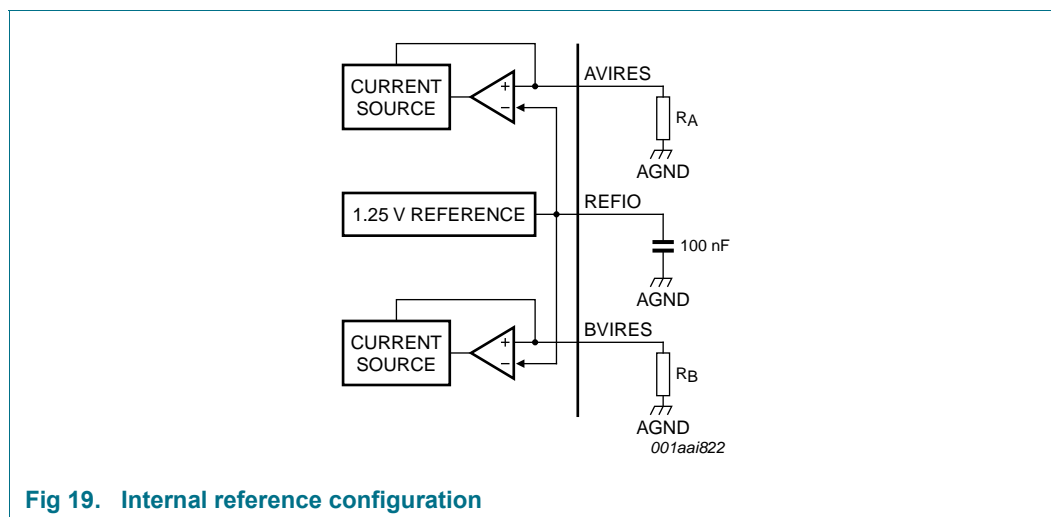 CURRENT
SOURCE
+
−
AVIRES
RA
AGND
1.25 V REFERENCE
REFIO
100 nF
AGND
CURRENT
SOURCE
+
−
BVIRES
RB
AGND
001aai822
Fig 19. Internal reference configuration